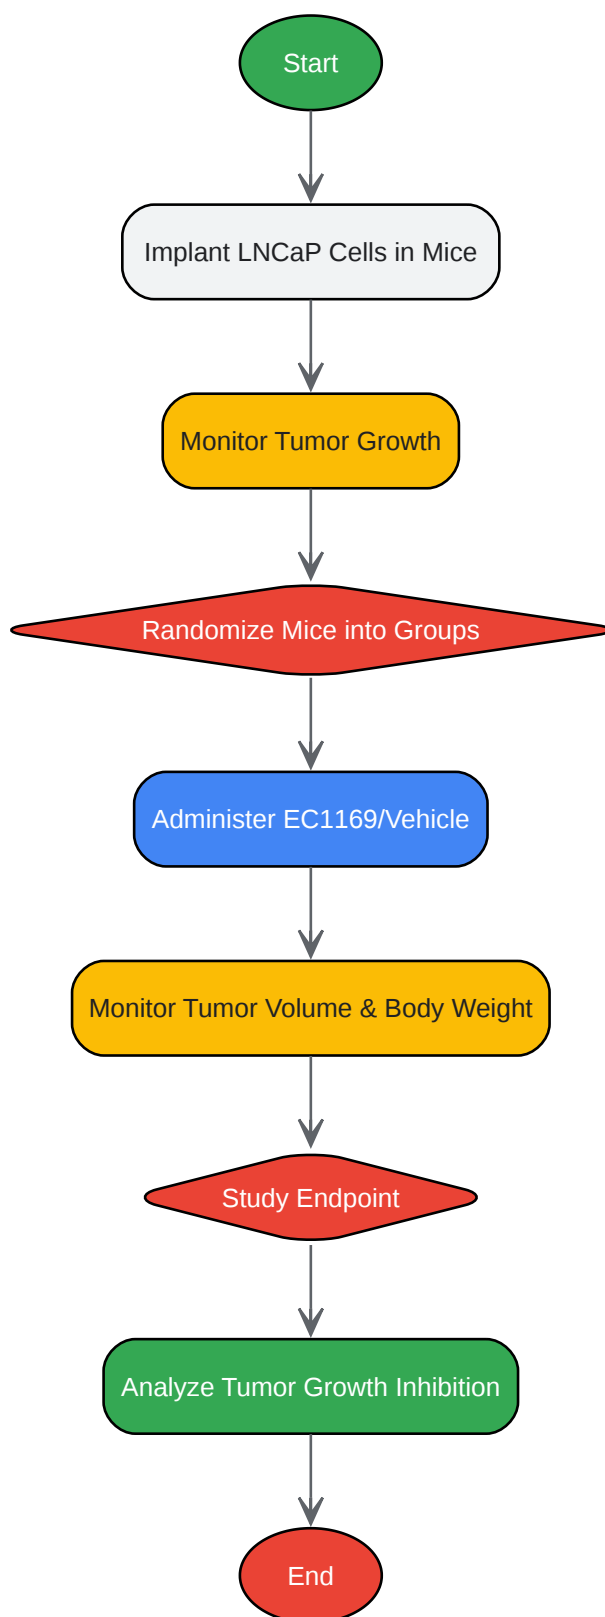 Start
Implant LNCaP Cells in Mice
Monitor Tumor Growth
Randomize Mice into Groups
Administer EC1169/Vehicle
Monitor Tumor Volume & Body Weight
Study Endpoint
Analyze Tumor Growth Inhibition
End